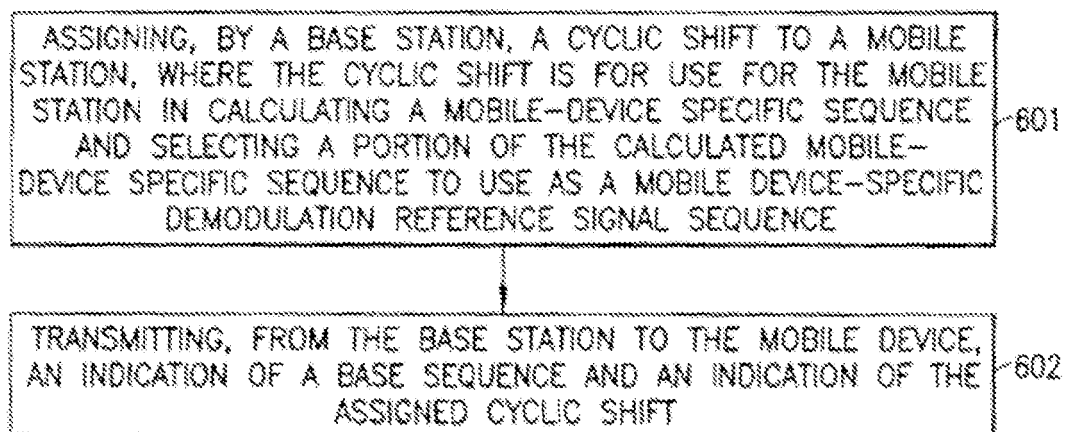 ASSIGNING, BY A BASE STATION, A CYCLIC SHIFT TO A MOBILE
STATION, WHERE THE CYCLIC SHIFT IS FOR USE FOR THE MOBILE
STATION IN CALCULATING A MOBILE-DEVICE SPECIFIC SEQUENCE
AND SELECTING A PORTION OF THE CALCULATED MOBILE-
DEVICE SPECIFIC SEQUENCE TO USE AS A MOBILE DEVICE-SPECIFIC
DEMODULATION REFERENCE SIGNAL SEQUENCE
601
TRANSMITTING, FROM THE BASE STATION TO THE MOBILE DEVICE,
AN INDICATION OF A BASE SEQUENCE AND AN INDICATION OF THE
ASSIGNED CYCLIC SHIFT
602